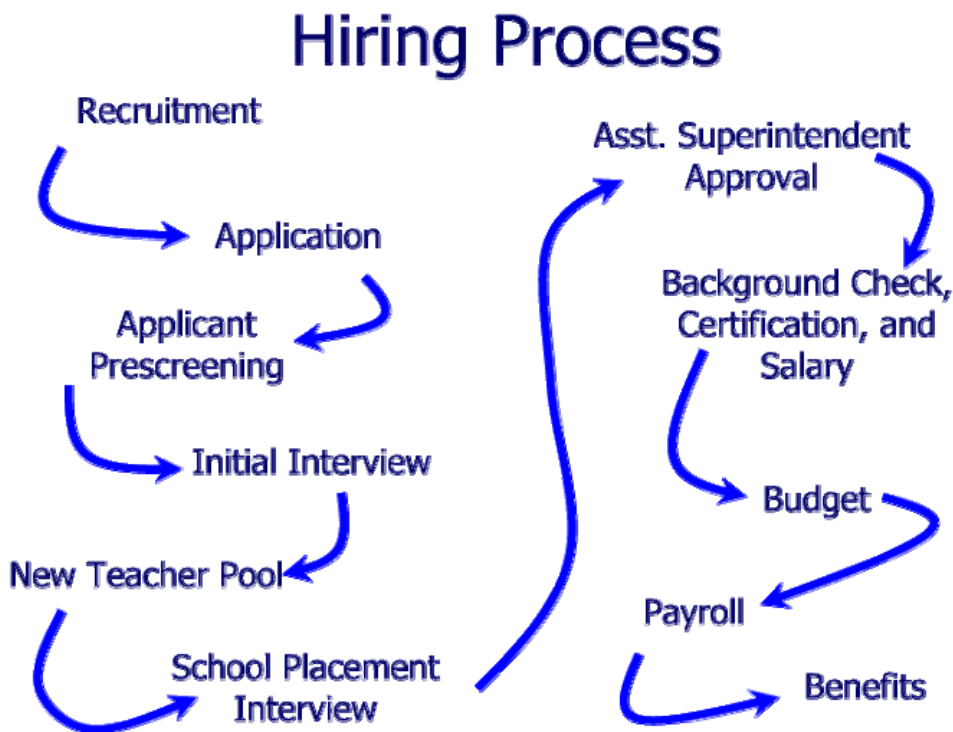 Hiring Process
Recruitment
Application
Applicant
Prescreening
Initial Interview
New Teacher Pool
School Placement
Interview
Asst. Superintendent
Approval
Background Check,
Certification, and
Salary
Budget
Payroll
Benefits